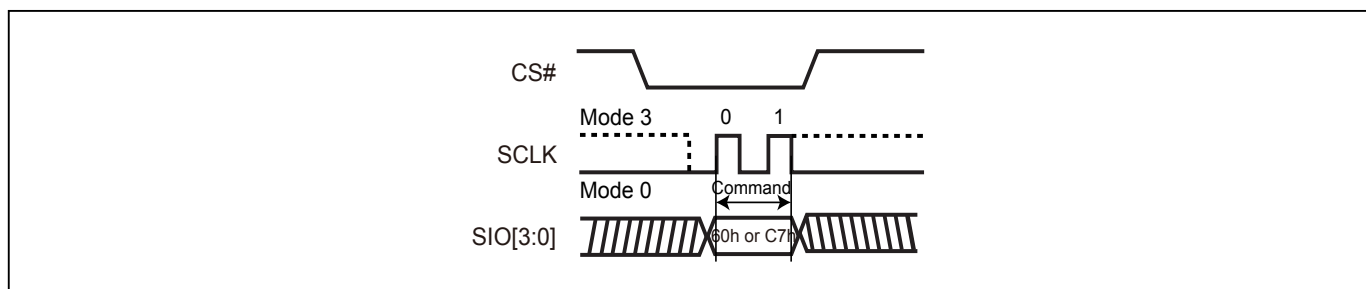 CS#
Mode 3 0 1
SCLK
Mode 0 Command
SIO[3:0] 60h or C7h